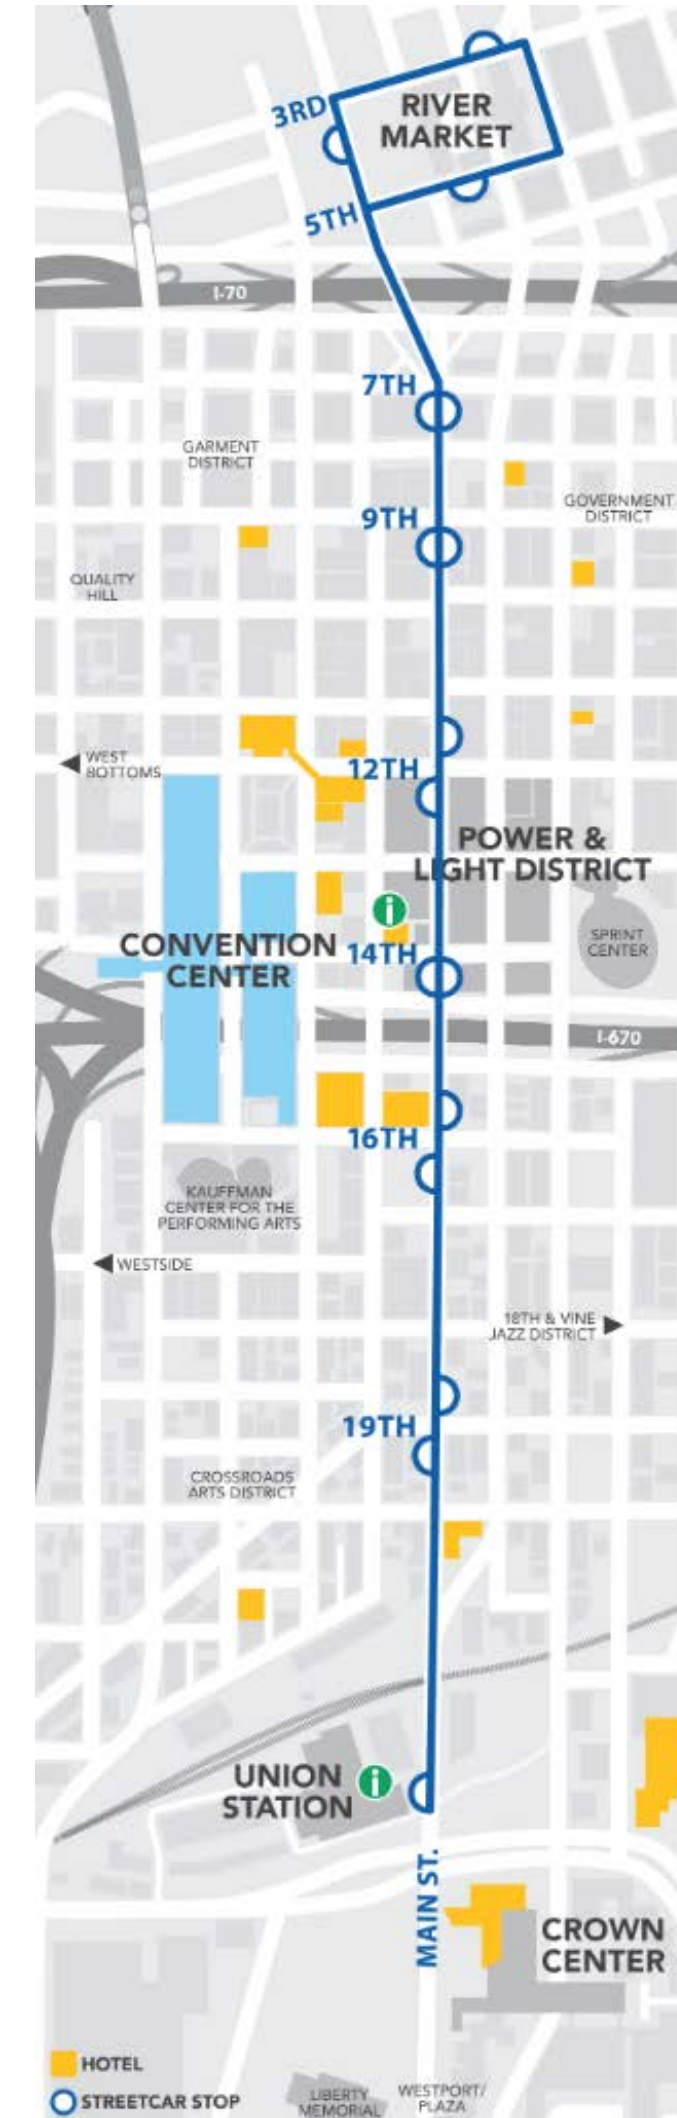 3RD
RIVER
MARKET
5TH
I-70
7TH
GARMENT
DISTRICT
GOVERNMENT
DISTRICT
9TH
QUALITY
HILL
WEST
BOTTOMS
12TH
POWER &
LIGHT DISTRICT
i
SPRINT
CENTER
CONVENTION
CENTER
14TH
I-670
16TH
KAUFFMAN
CENTER FOR THE
PERFORMING ARTS
WESTSIDE
18TH & VINE
JAZZ DISTRICT
19TH
CROSSROADS
ARTS DISTRICT
UNION
STATION
i
MAIN ST.
CROWN
CENTER
HOTEL
STREETCAR STOP
LIBERTY
MEMORIAL
WESTPORT/
PLAZA